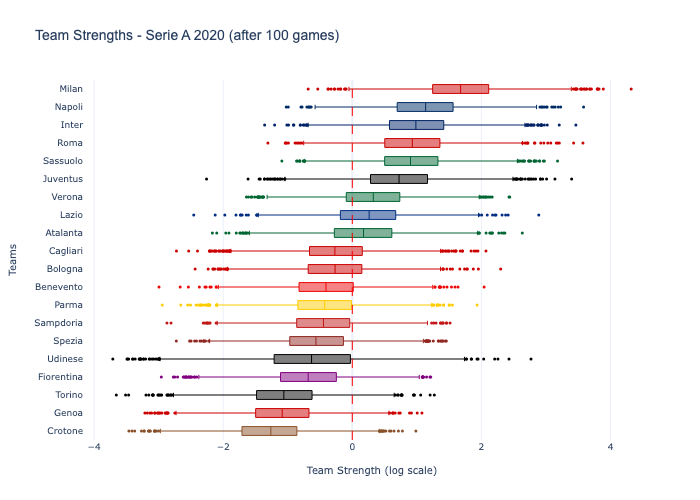 Team Strengths - Serie A 2020 (after 100 games)
Milan
Napoli
Inter
Roma
Sassuolo
Juventus
Verona
Lazio
Atalanta
Cagliari
Bologna
Benevento
Parma
Sampdoria
Spezia
Udinese
Fiorentina
Torino
Genoa
Crotone
Teams
−4 −2 0 2 4
Team Strength (log scale)